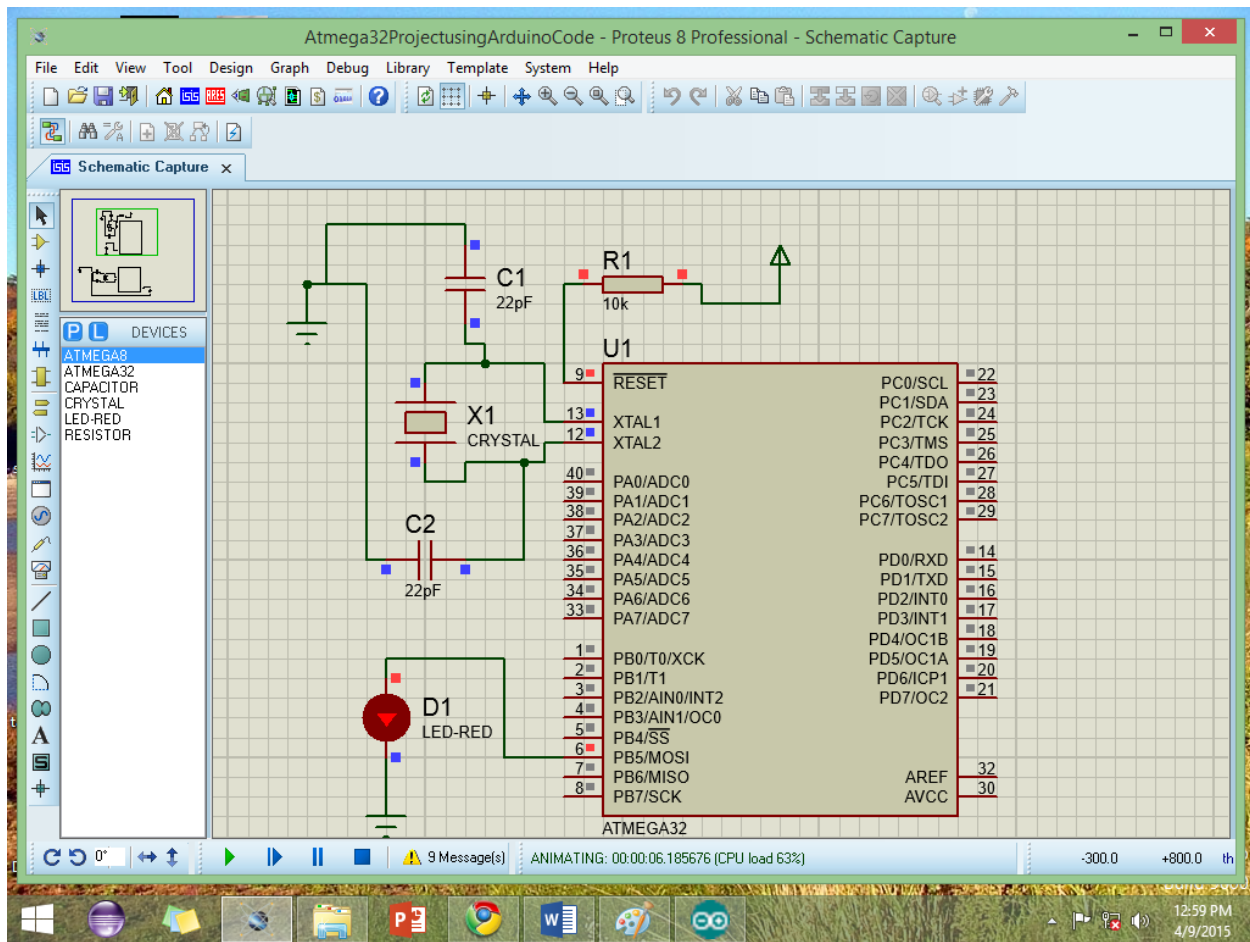 Atmega32ProjectusingArduinoCode - Proteus 8 Professional - Schematic Capture
File Edit View Tool Design Graph Debug Library Template System Help
isis ARES
isis Schematic Capture x
LBL
P L DEVICES
ATMEGA8
ATMEGA32
CAPACITOR
CRYSTAL
LED-RED
RESISTOR
A
S
C1
22pF
R1
10k
X1
CRYSTAL
C2
22pF
D1
LED-RED
U1
9 RESET
13 XTAL1
12 XTAL2
40 PA0/ADC0
39 PA1/ADC1
38 PA2/ADC2
37 PA3/ADC3
36 PA4/ADC4
35 PA5/ADC5
34 PA6/ADC6
33 PA7/ADC7
1 PB0/T0/XCK
2 PB1/T1
3 PB2/AIN0/INT2
4 PB3/AIN1/OC0
5 PB4/SS
6 PB5/MOSI
7 PB6/MISO
8 PB7/SCK
PC0/SCL 22
PC1/SDA 23
PC2/TCK 24
PC3/TMS 25
PC4/TDO 26
PC5/TDI 27
PC6/TOSC1 28
PC7/TOSC2 29
PD0/RXD 14
PD1/TXD 15
PD2/INT0 16
PD3/INT1 17
PD4/OC1B 18
PD5/OC1A 19
PD6/ICP1 20
PD7/OC2 21
AREF 32
AVCC 30
ATMEGA32
0° 9 Message(s) ANIMATING: 00:00:06.185676 (CPU load 63%) -300.0 +800.0 th
12:59 PM
4/9/2015